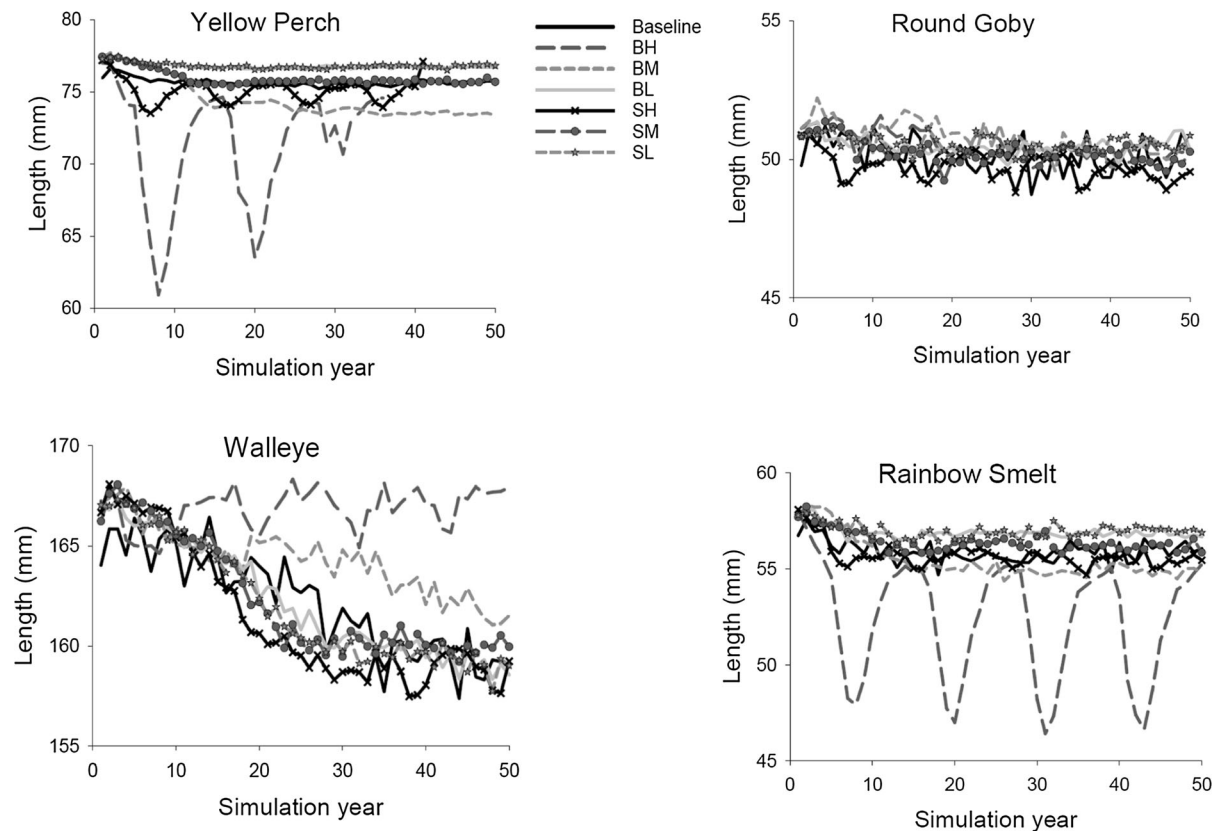 Yellow Perch
80
75
70
65
60
Length (mm)
0 10 20 30 40 50
Simulation year
Baseline
BH
BM
BL
SH
SM
SL
Round Goby
55
50
45
Length (mm)
0 10 20 30 40 50
Simulation year
Walleye
170
165
160
155
Length (mm)
0 10 20 30 40 50
Simulation year
Rainbow Smelt
60
55
50
45
Length (mm)
0 10 20 30 40 50
Simulation year